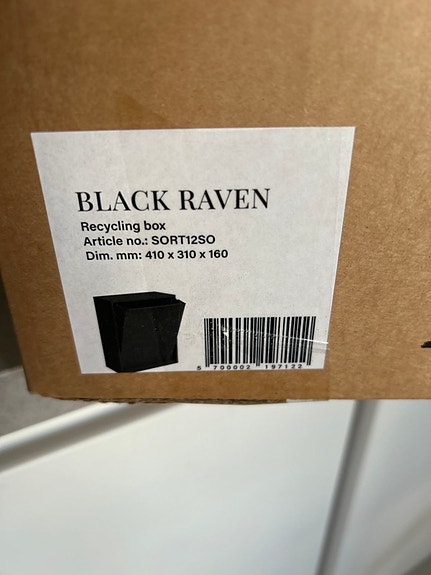 BLACK RAVEN
Recycling box
Article no.: SORT12SO
Dim. mm: 410 x 310 x 160
5 700002 197122